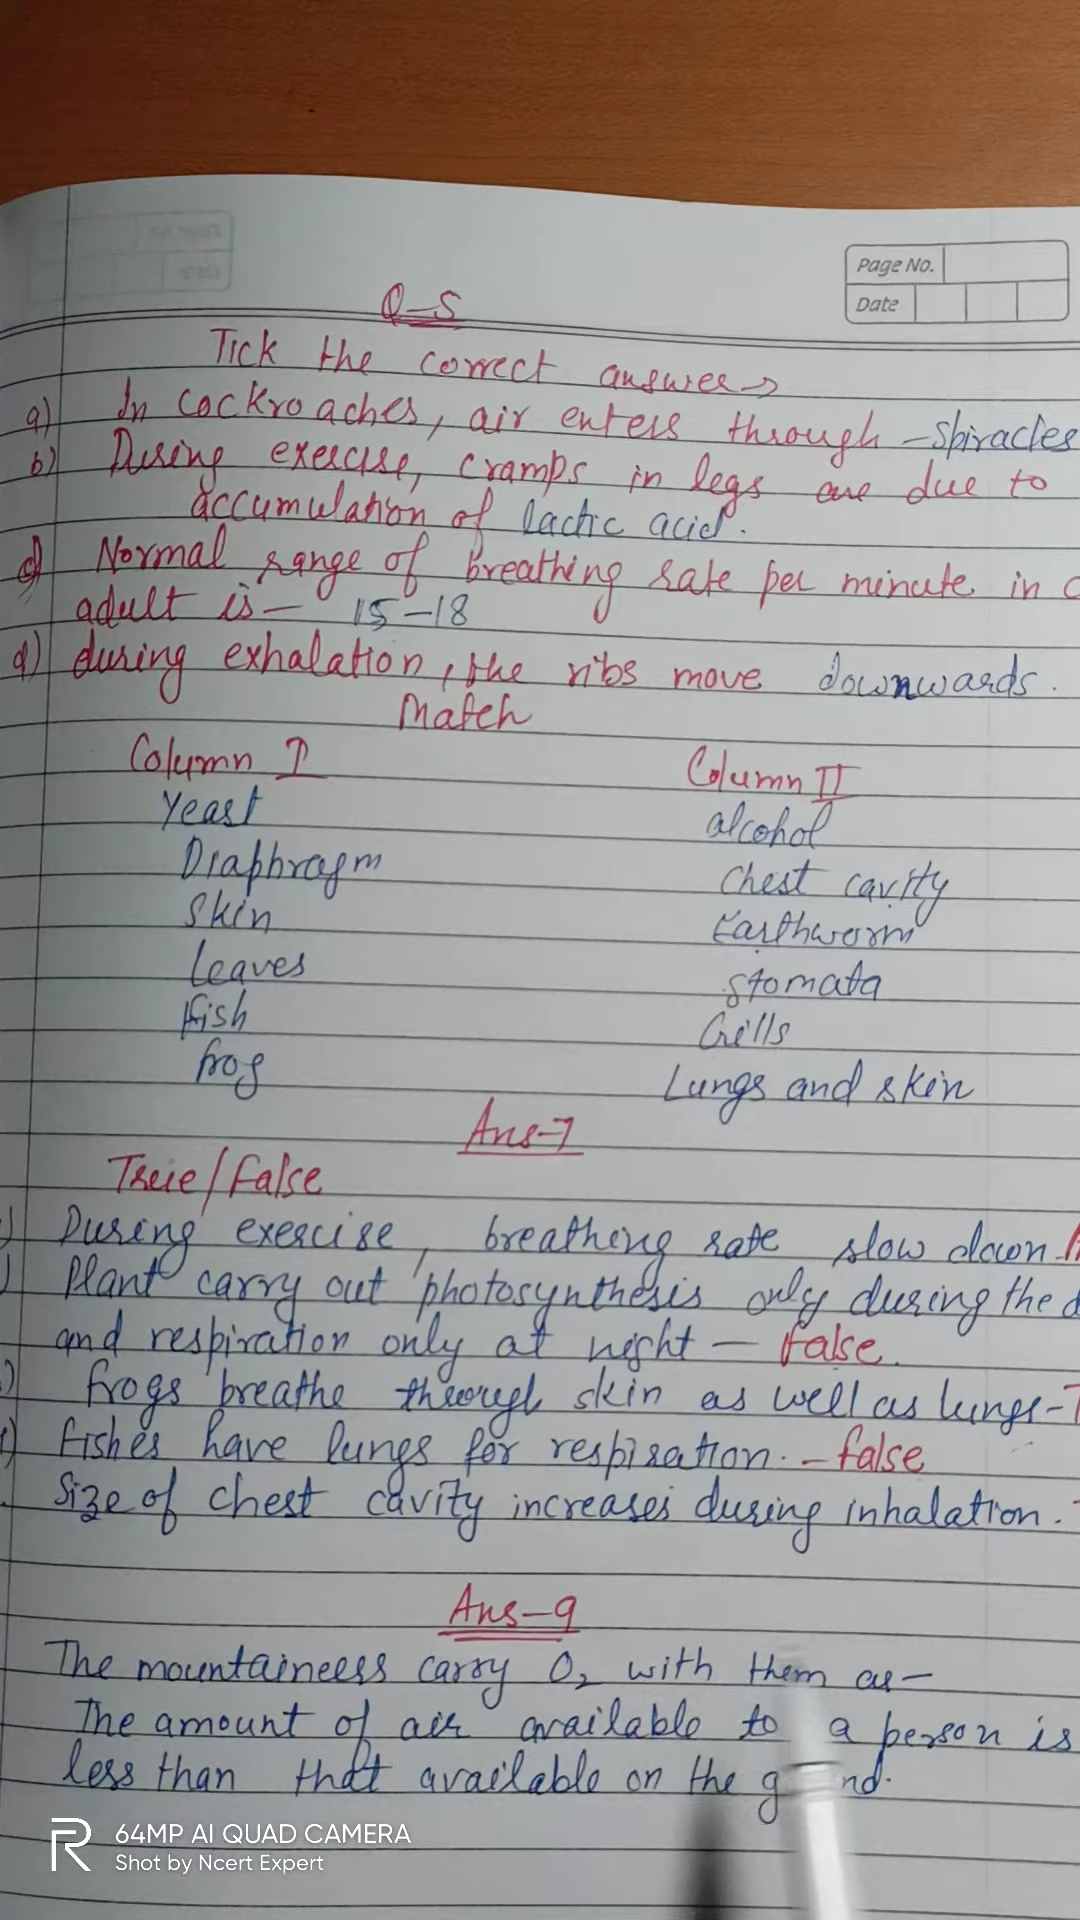 Page No.
Date
Q-5
Tick the correct answer→
a) In cockroaches, air enters through - Spiracles
b) During exercise, cramps in legs are due to
accumulation of lactic acid.
c) Normal range of breathing rate per minute in
adult is - 15-18
d) during exhalation, the ribs move downwards.
Match
Column I Column II
Yeast alcohol
Diaphragm Chest cavity
Skin Earthworm
Leaves Stomata
Fish Gills
frog Lungs and skin
Ans-7
True/False
During exercise, breathing rate slow down.
Plant carry out photosynthesis only during the
and respiration only at night - false.
frogs breathe through skin as well as lungs-
fishes have lungs for respiration. - false
Size of chest cavity increases during inhalation.
Ans-9
The mountaineers carry O₂ with them as-
The amount of air available to a person is
less than that available on the
64MP AI QUAD CAMERA
Shot by Ncert Expert